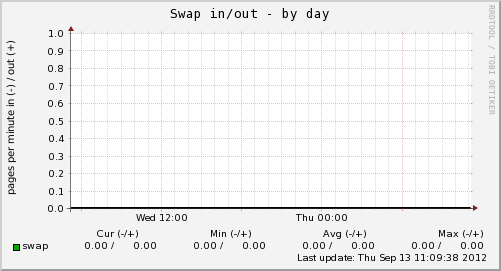 Swap in/out - by day
RRDTOOL / TOBI OETIKER
pages per minute in (-) / out (+)
1.0
0.9
0.8
0.7
0.6
0.5
0.4
0.3
0.2
0.1
0.0
Wed 12:00 Thu 00:00
Cur (-/+) Min (-/+) Avg (-/+) Max (-/+)
swap 0.00 / 0.00 0.00 / 0.00 0.00 / 0.00 0.00 / 0.00
Last update: Thu Sep 13 11:09:38 2012